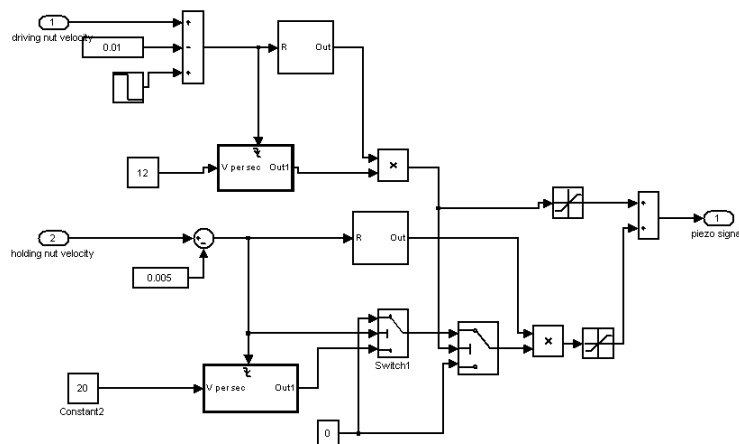 1
driving nut velocity
0.01
R
Out
12
V per sec
Out1
×
1
piezo signa
2
holding nut velocity
0.005
R
Out
×
Switch1
20
Constant2
V per sec
Out1
0